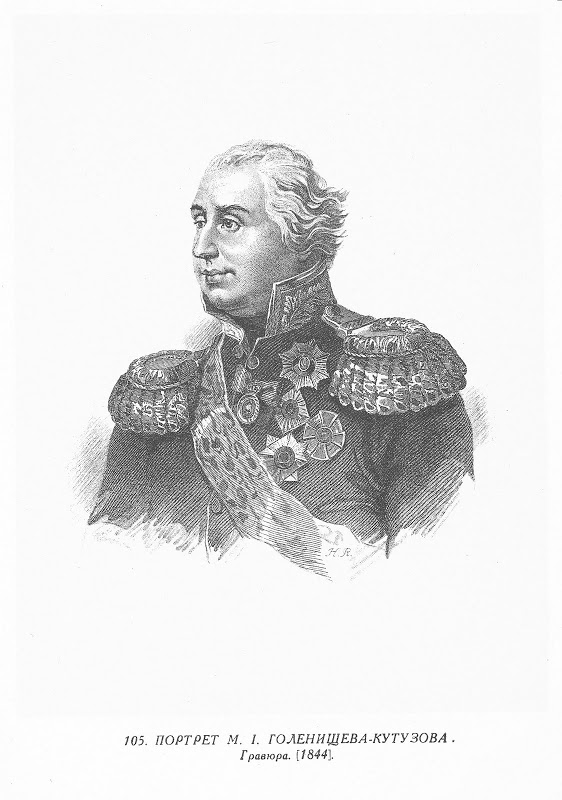 H. R.
105. ПОРТРЕТ М. І. ГОЛЕНИЩЕВА-КУТУЗОВА.
Гравюра. [1844].